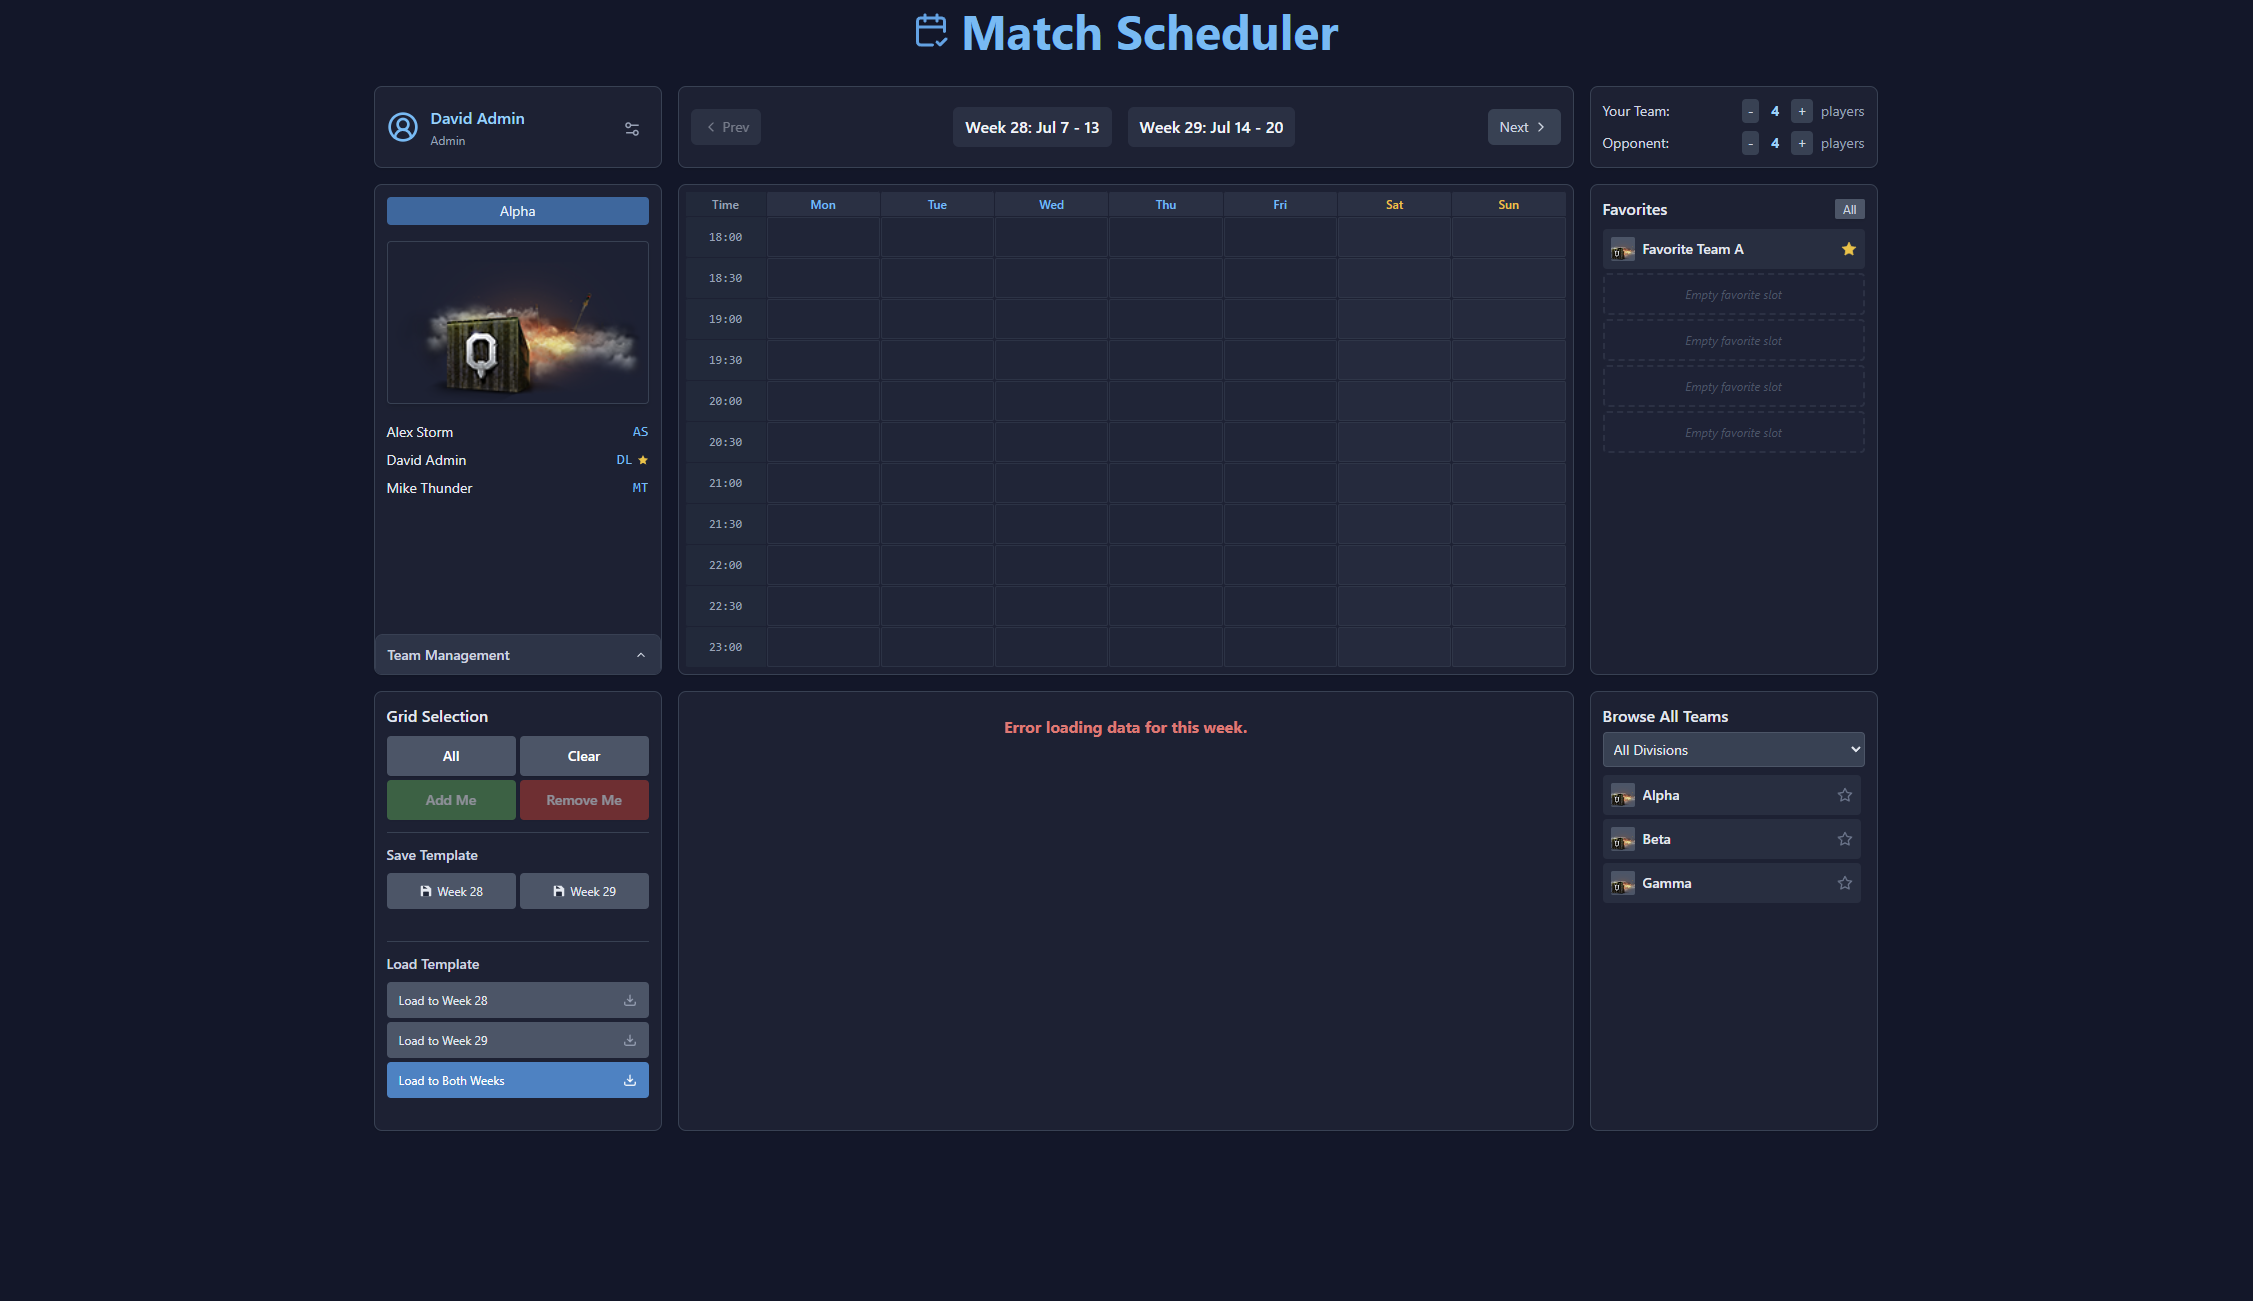 Match Scheduler
David Admin
Admin
Prev
Week 28: Jul 7 - 13
Week 29: Jul 14 - 20
Next
Your Team:
- 4 + players
Opponent:
- 4 + players
Alpha
Q
Alex Storm AS
David Admin DL
Mike Thunder MT
Team Management
Time Mon Tue Wed Thu Fri Sat Sun
18:00
18:30
19:00
19:30
20:00
20:30
21:00
21:30
22:00
22:30
23:00
Favorites All
Favorite Team A
Empty favorite slot
Empty favorite slot
Empty favorite slot
Empty favorite slot
Grid Selection
All Clear
Add Me Remove Me
Save Template
Week 28 Week 29
Load Template
Load to Week 28
Load to Week 29
Load to Both Weeks
Error loading data for this week.
Browse All Teams
All Divisions
Alpha
Beta
Gamma